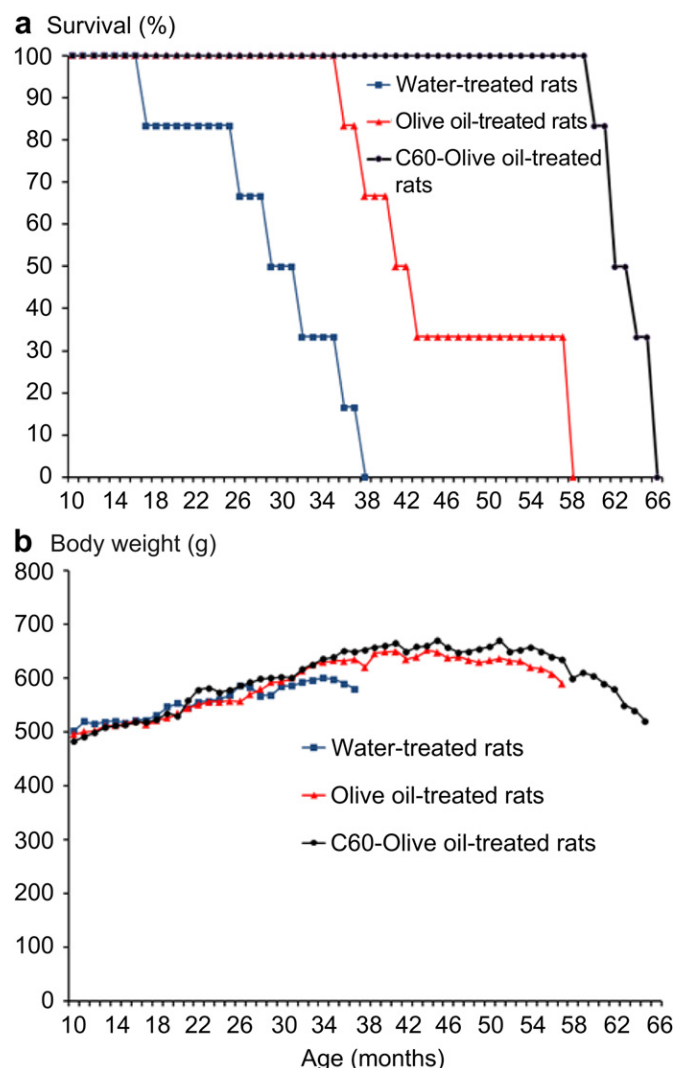 a Survival (%)
100
90
80
70
60
50
40
30
20
10
0
Water-treated rats
Olive oil-treated rats
C60-Olive oil-treated
rats
10 14 18 22 26 30 34 38 42 46 50 54 58 62 66
b Body weight (g)
800
700
600
500
400
300
200
100
0
Water-treated rats
Olive oil-treated rats
C60-Olive oil-treated rats
10 14 18 22 26 30 34 38 42 46 50 54 58 62 66
Age (months)